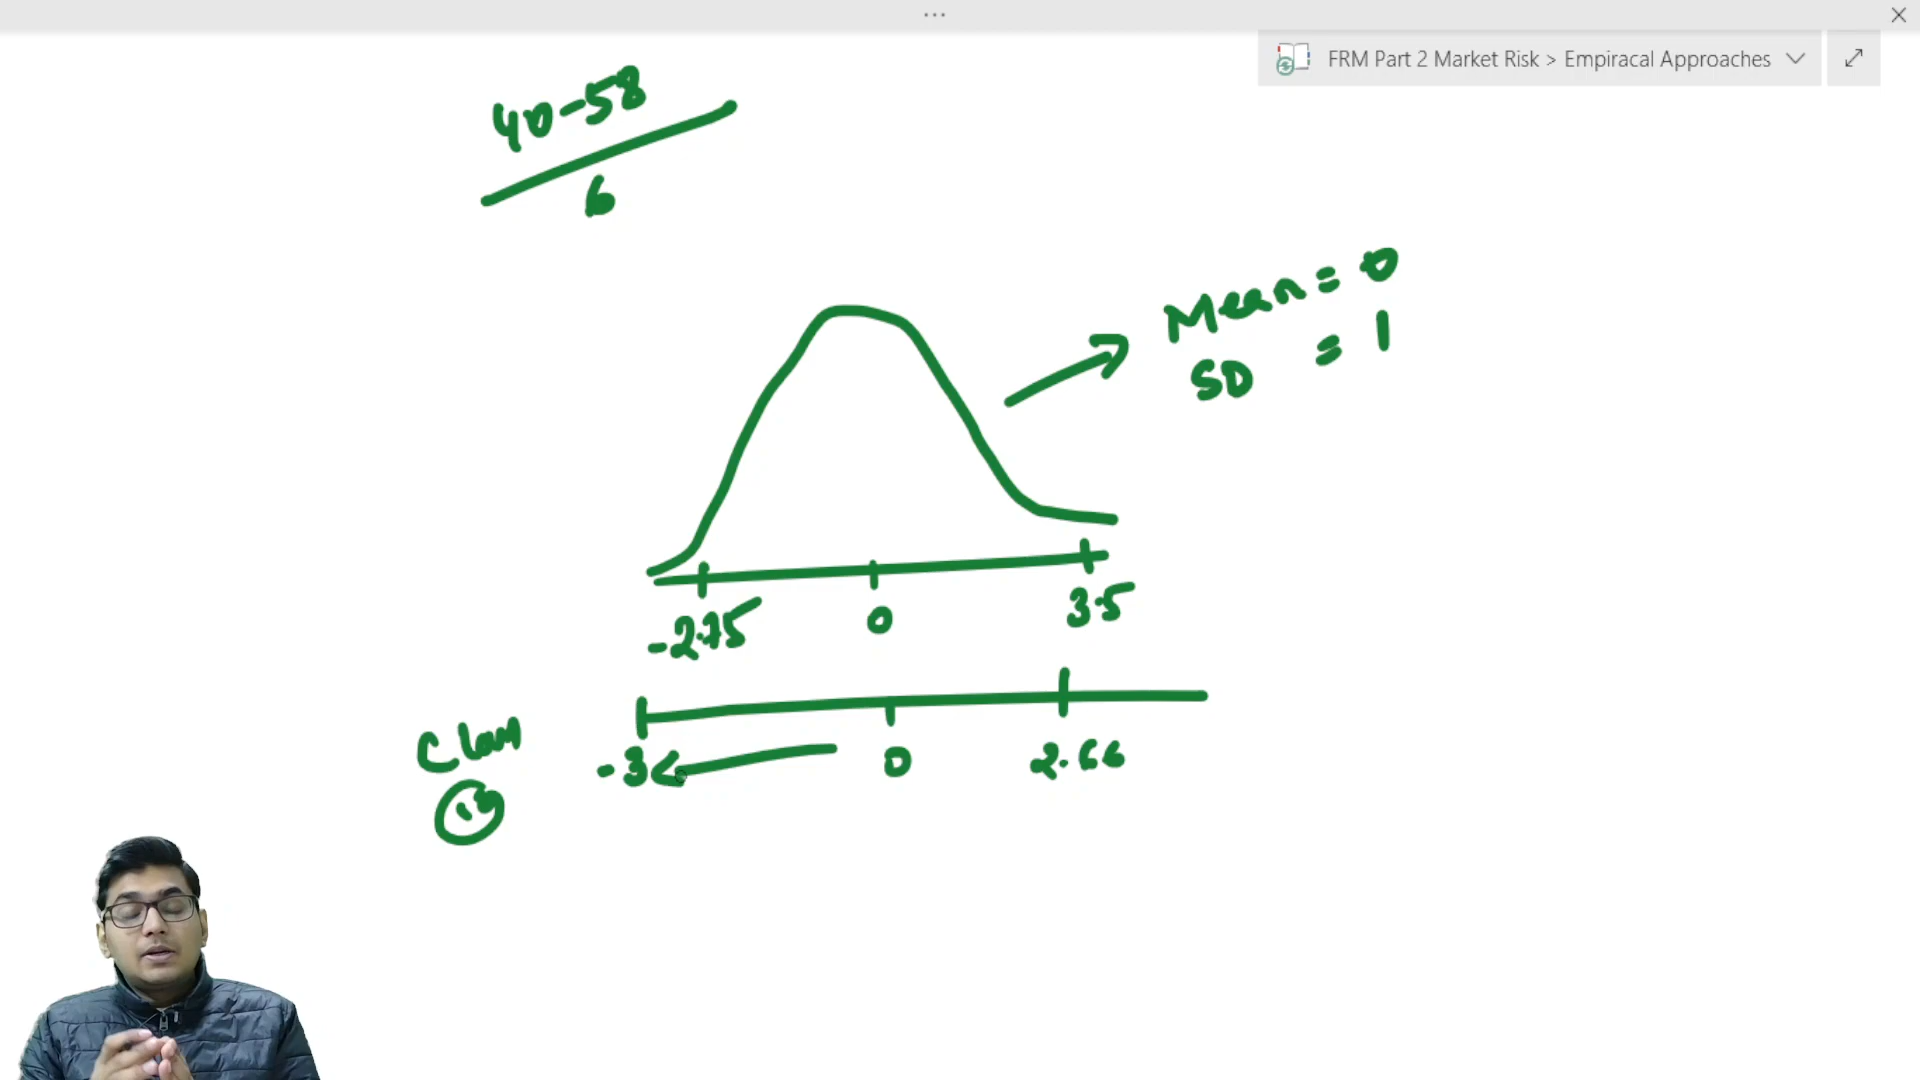 ...
FRM Part 2 Market Risk > Empiracal Approaches
40-58
6
Mean = 0
SD = 1
-2.75 0 3.5
-3 0 2.66